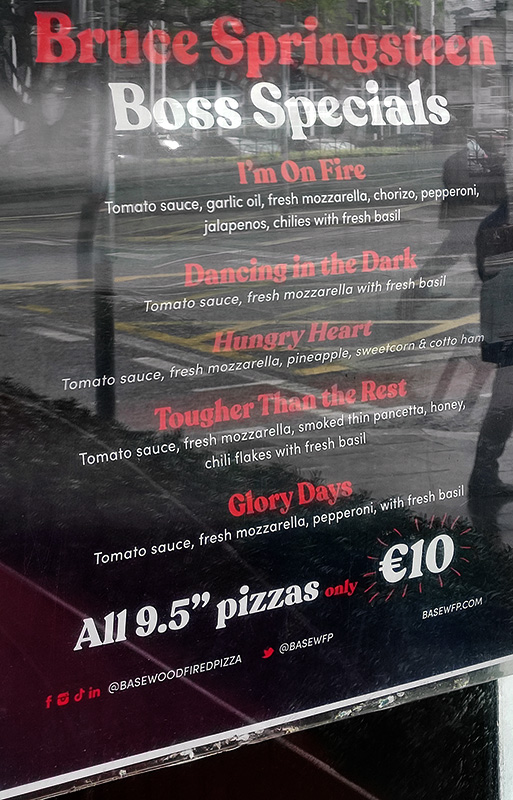 Bruce Springsteen
Boss Specials
I'm On Fire
Tomato sauce, garlic oil, fresh mozzarella, chorizo, pepperoni,
jalapenos, chilies with fresh basil
Dancing in the Dark
Tomato sauce, fresh mozzarella with fresh basil
Hungry Heart
Tomato sauce, fresh mozzarella, pineapple, sweetcorn & cotto ham
Tougher Than the Rest
Tomato sauce, fresh mozzarella, smoked thin pancetta, honey,
chili flakes with fresh basil
Glory Days
Tomato sauce, fresh mozzarella, pepperoni, with fresh basil
All 9.5” pizzas only €10
BASEWFP.COM
@BASEWOODFIREDPIZZA @BASEWFP